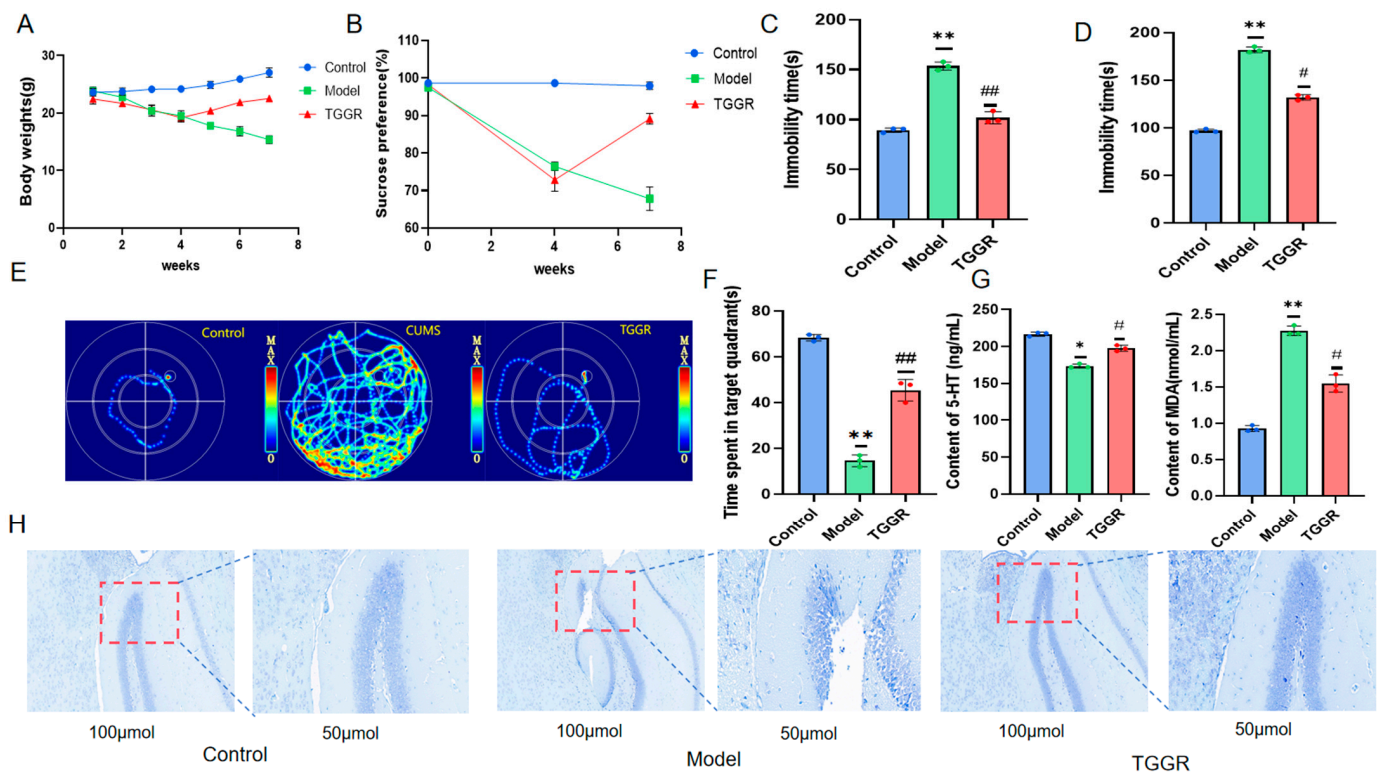 A
Body weights(g)
30
20
10
0
0
2
4
6
8
weeks
Control
Model
TGGR
B
Sucrose preference(%)
110
100
90
80
70
60
0
2
4
6
8
weeks
Control
Model
TGGR
C
Immobility time(s)
200
150
100
50
0
**
##
Control
Model
TGGR
D
Immobility time(s)
200
150
100
50
0
**
#
Control
Model
TGGR
E
Control
MAX
0
CUMS
MAX
0
TGGR
MAX
0
F
Time spent in target quadrant(s)
80
60
40
20
0
**
##
Control
Model
TGGR
G
Content of 5-HT (ng/mL)
250
200
150
100
50
0
*
#
Control
Model
TGGR
Content of MDA(nmol/mL)
2.5
2.0
1.5
1.0
0.5
0.0
**
#
Control
Model
TGGR
H
100μmol
50μmol
Control
100μmol
50μmol
Model
100μmol
50μmol
TGGR